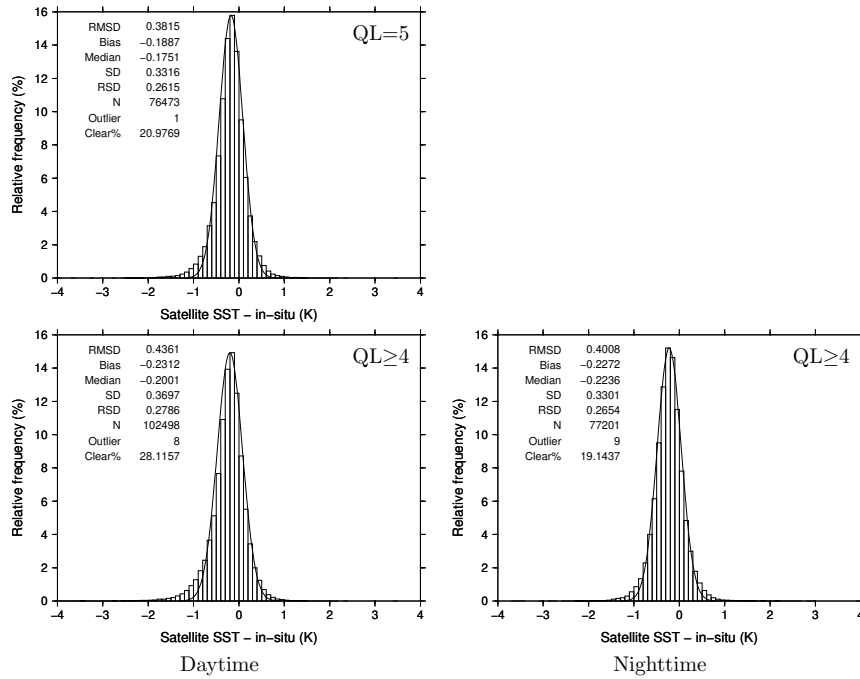 QL=5
RMSD 0.3815
Bias −0.1887
Median −0.1751
SD 0.3316
RSD 0.2615
N 76473
Outlier 1
Clear% 20.9769
Relative frequency (%)
16
14
12
10
8
6
4
2
0
−4 −3 −2 −1 0 1 2 3 4
Satellite SST − in−situ (K)
QL≥4
RMSD 0.4361
Bias −0.2312
Median −0.2001
SD 0.3697
RSD 0.2786
N 102498
Outlier 8
Clear% 28.1157
Relative frequency (%)
16
14
12
10
8
6
4
2
0
−4 −3 −2 −1 0 1 2 3 4
Satellite SST − in−situ (K)
Daytime
QL≥4
RMSD 0.4008
Bias −0.2272
Median −0.2236
SD 0.3301
RSD 0.2654
N 77201
Outlier 9
Clear% 19.1437
Relative frequency (%)
16
14
12
10
8
6
4
2
0
−4 −3 −2 −1 0 1 2 3 4
Satellite SST − in−situ (K)
Nighttime